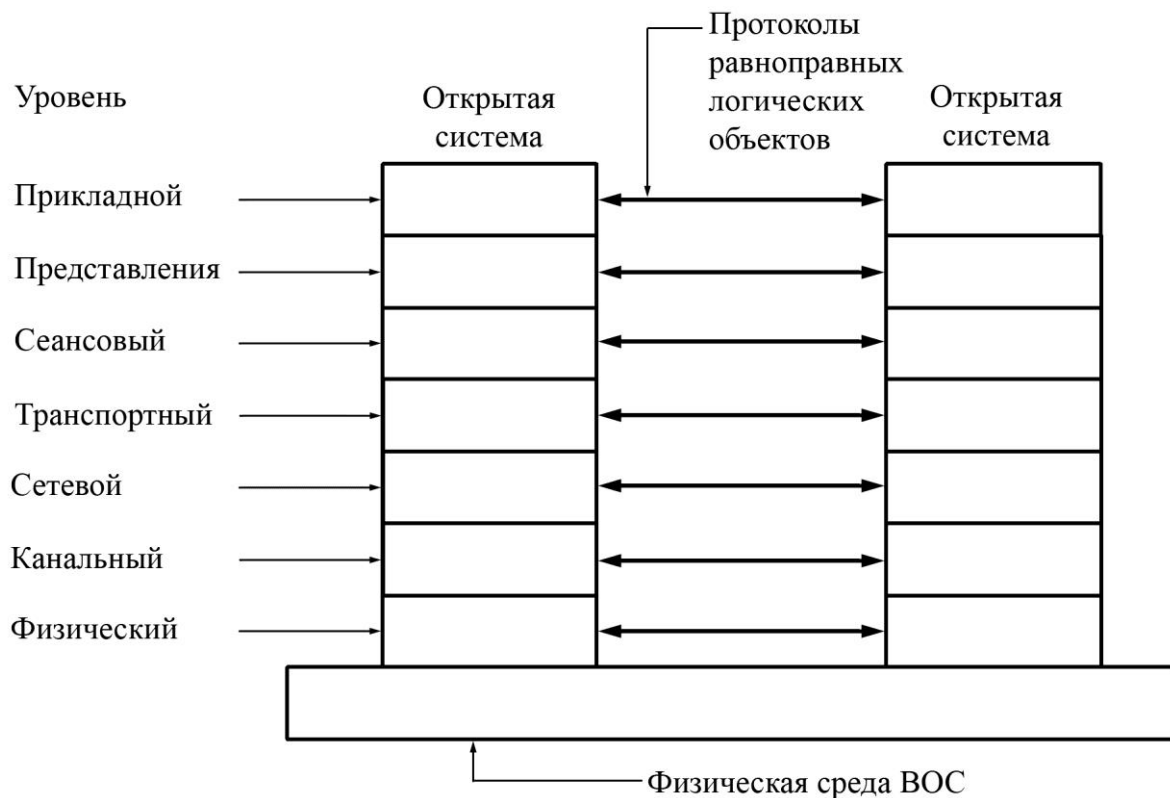 Протоколы
равноправных
логических
объектов
Уровень
Открытая
система
Открытая
система
Прикладной
Представления
Сеансовый
Транспортный
Сетевой
Канальный
Физический
Физическая среда ВОС